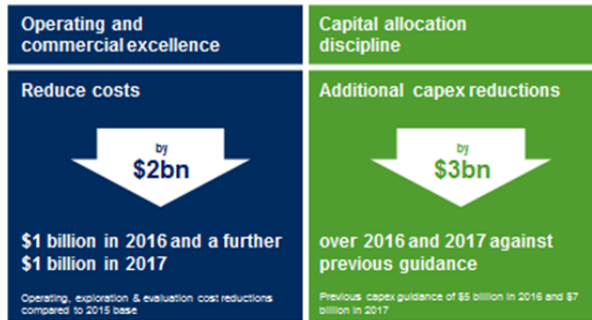 Operating and
commercial excellence
Reduce costs
by
$2bn
$1 billion in 2016 and a further
$1 billion in 2017
Operating, exploration & evaluation cost reductions
compared to 2015 base
Capital allocation
discipline
Additional capex reductions
by
$3bn
over 2016 and 2017 against
previous guidance
Previous capex guidance of $5 billion in 2016 and $7
billion in 2017